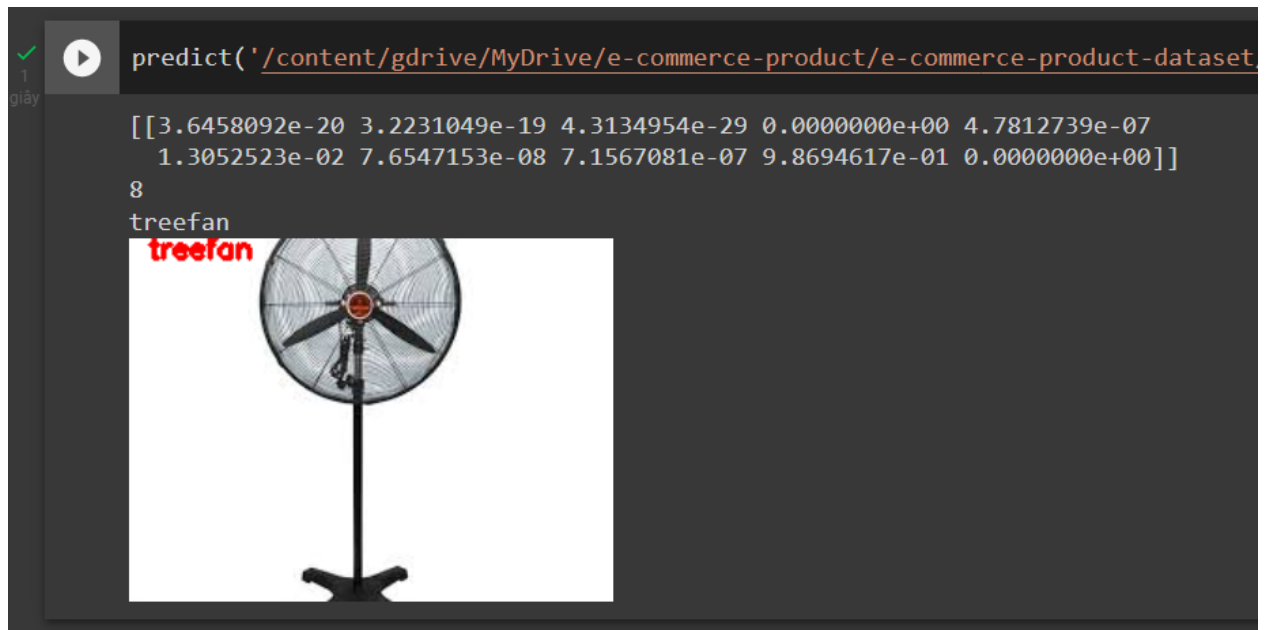 1
giây
predict('/content/gdrive/MyDrive/e-commerce-product/e-commerce-product-dataset/
[[3.6458092e-20 3.2231049e-19 4.3134954e-29 0.0000000e+00 4.7812739e-07
1.3052523e-02 7.6547153e-08 7.1567081e-07 9.8694617e-01 0.0000000e+00]]
8
treefan
treefan